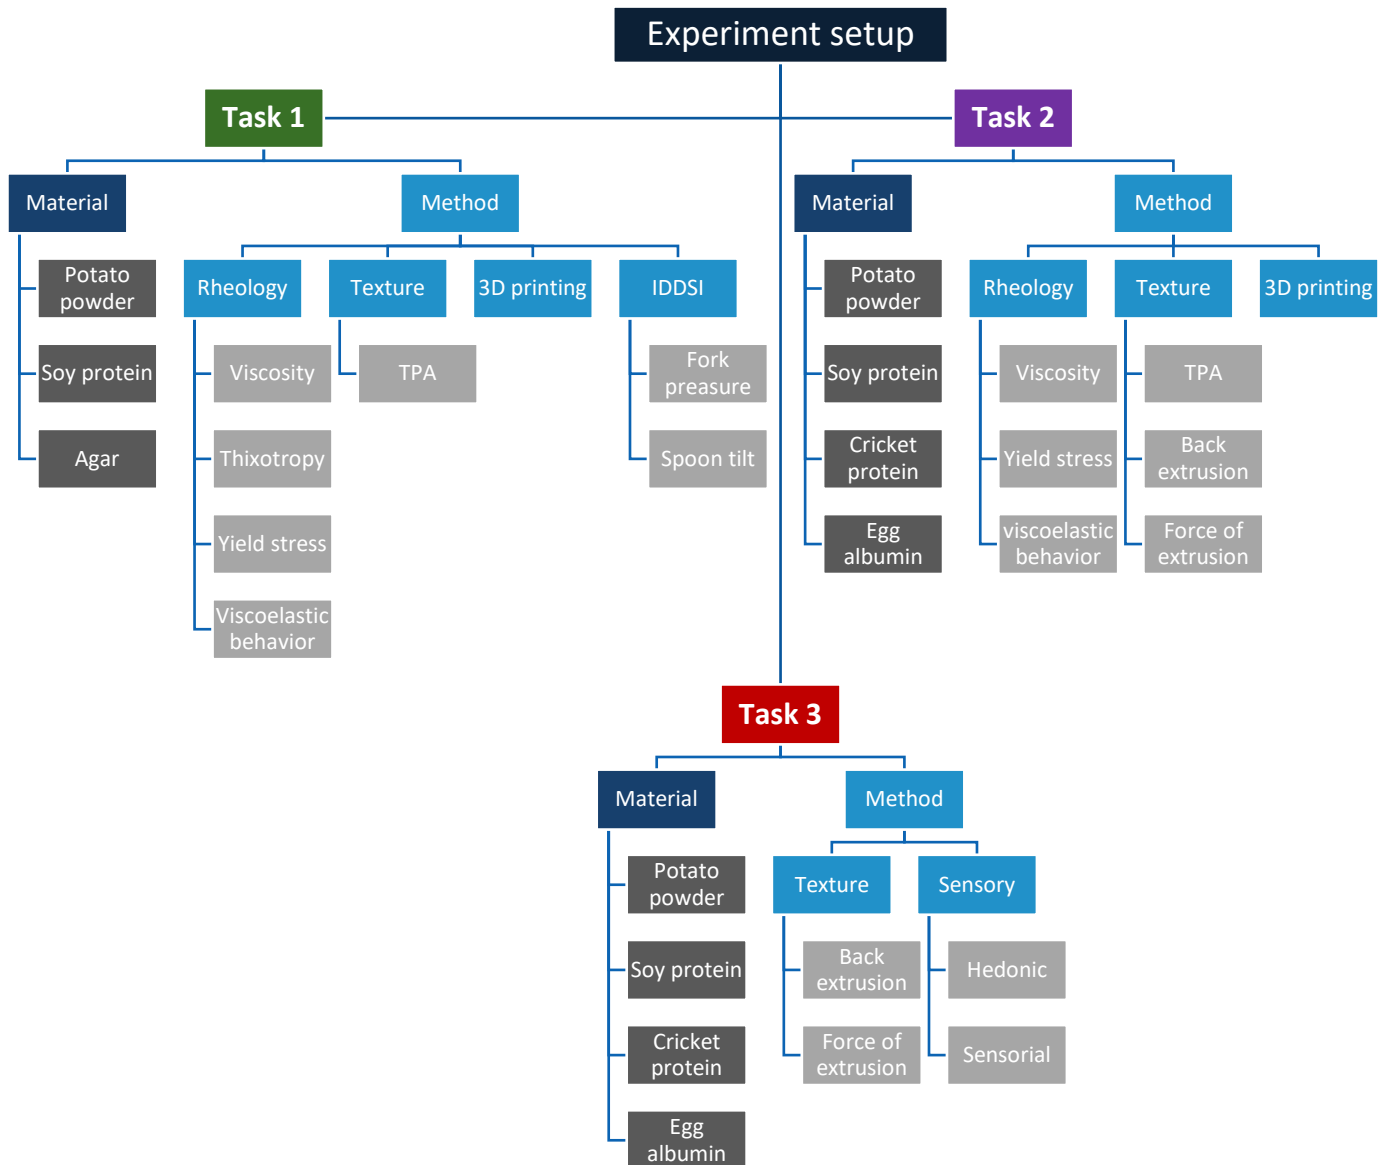 Experiment setup
Task 1
Task 2
Material
Method
Material
Method
Potato
powder
Rheology
Texture
3D printing
IDDSI
Potato
powder
Rheology
Texture
3D printing
Soy protein
Viscosity
TPA
Fork
preasure
Soy protein
Viscosity
TPA
Agar
Thixotropy
Spoon tilt
Cricket
protein
Yield stress
Back
extrusion
Yield stress
Egg
albumin
viscoelastic
behavior
Force of
extrusion
Viscoelastic
behavior
Task 3
Material
Method
Potato
powder
Texture
Sensory
Soy protein
Back
extrusion
Hedonic
Cricket
protein
Force of
extrusion
Sensorial
Egg
albumin